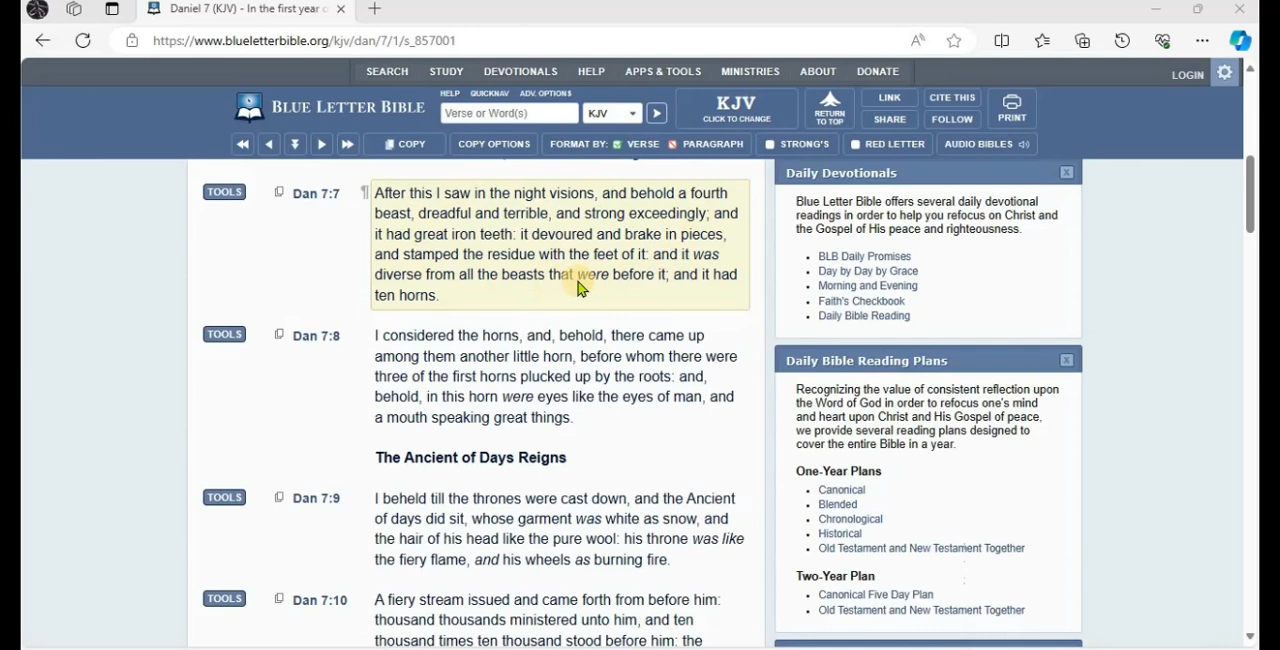 Daniel 7 (KJV) - In the first year
https://www.blueletterbible.org/kjv/dan/7/1/s_857001
SEARCH STUDY DEVOTIONALS HELP APPS & TOOLS MINISTRIES ABOUT DONATE LOGIN
BLUE LETTER BIBLE
HELP QUICKNAV ADV. OPTIONS
Verse or Word(s) KJV
KJV
CLICK TO CHANGE
RETURN
TO TOP
LINK CITE THIS
SHARE FOLLOW
PRINT
COPY COPY OPTIONS FORMAT BY: VERSE PARAGRAPH STRONG'S RED LETTER AUDIO BIBLES
TOOLS Dan 7:7 ¶ After this I saw in the night visions, and behold a fourth
beast, dreadful and terrible, and strong exceedingly; and
it had great iron teeth: it devoured and brake in pieces,
and stamped the residue with the feet of it: and it was
diverse from all the beasts that were before it; and it had
ten horns.
TOOLS Dan 7:8 I considered the horns, and, behold, there came up
among them another little horn, before whom there were
three of the first horns plucked up by the roots: and,
behold, in this horn were eyes like the eyes of man, and
a mouth speaking great things.
The Ancient of Days Reigns
TOOLS Dan 7:9 I beheld till the thrones were cast down, and the Ancient
of days did sit, whose garment was white as snow, and
the hair of his head like the pure wool: his throne was like
the fiery flame, and his wheels as burning fire.
TOOLS Dan 7:10 A fiery stream issued and came forth from before him:
thousand thousands ministered unto him, and ten
thousand times ten thousand stood before him: the
Daily Devotionals
Blue Letter Bible offers several daily devotional
readings in order to help you refocus on Christ and
the Gospel of His peace and righteousness.
BLB Daily Promises
Day by Day by Grace
Morning and Evening
Faith's Checkbook
Daily Bible Reading
Daily Bible Reading Plans
Recognizing the value of consistent reflection upon
the Word of God in order to refocus one's mind
and heart upon Christ and His Gospel of peace,
we provide several reading plans designed to
cover the entire Bible in a year.
One-Year Plans
Canonical
Blended
Chronological
Historical
Old Testament and New Testament Together
Two-Year Plan
Canonical Five Day Plan
Old Testament and New Testament Together